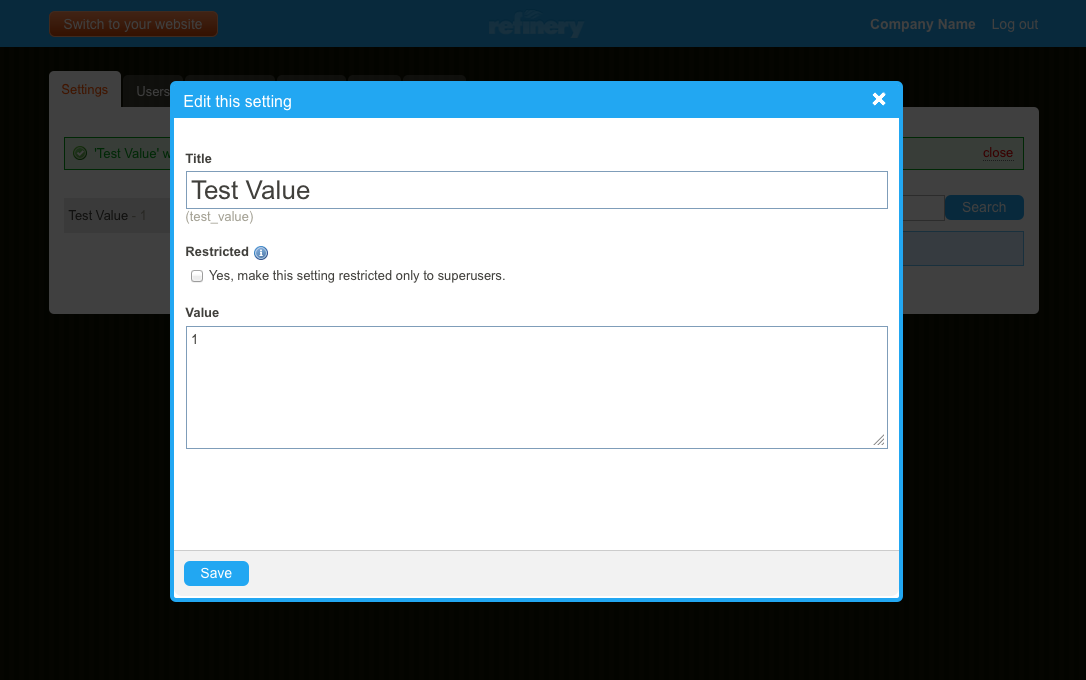 Switch to your website
refinery
Company Name Log out
Settings Users
Edit this setting
'Test Value' w
close
Title
Test Value
(test_value)
Test Value - 1
Search
Restricted
Yes, make this setting restricted only to superusers.
Value
1
Save